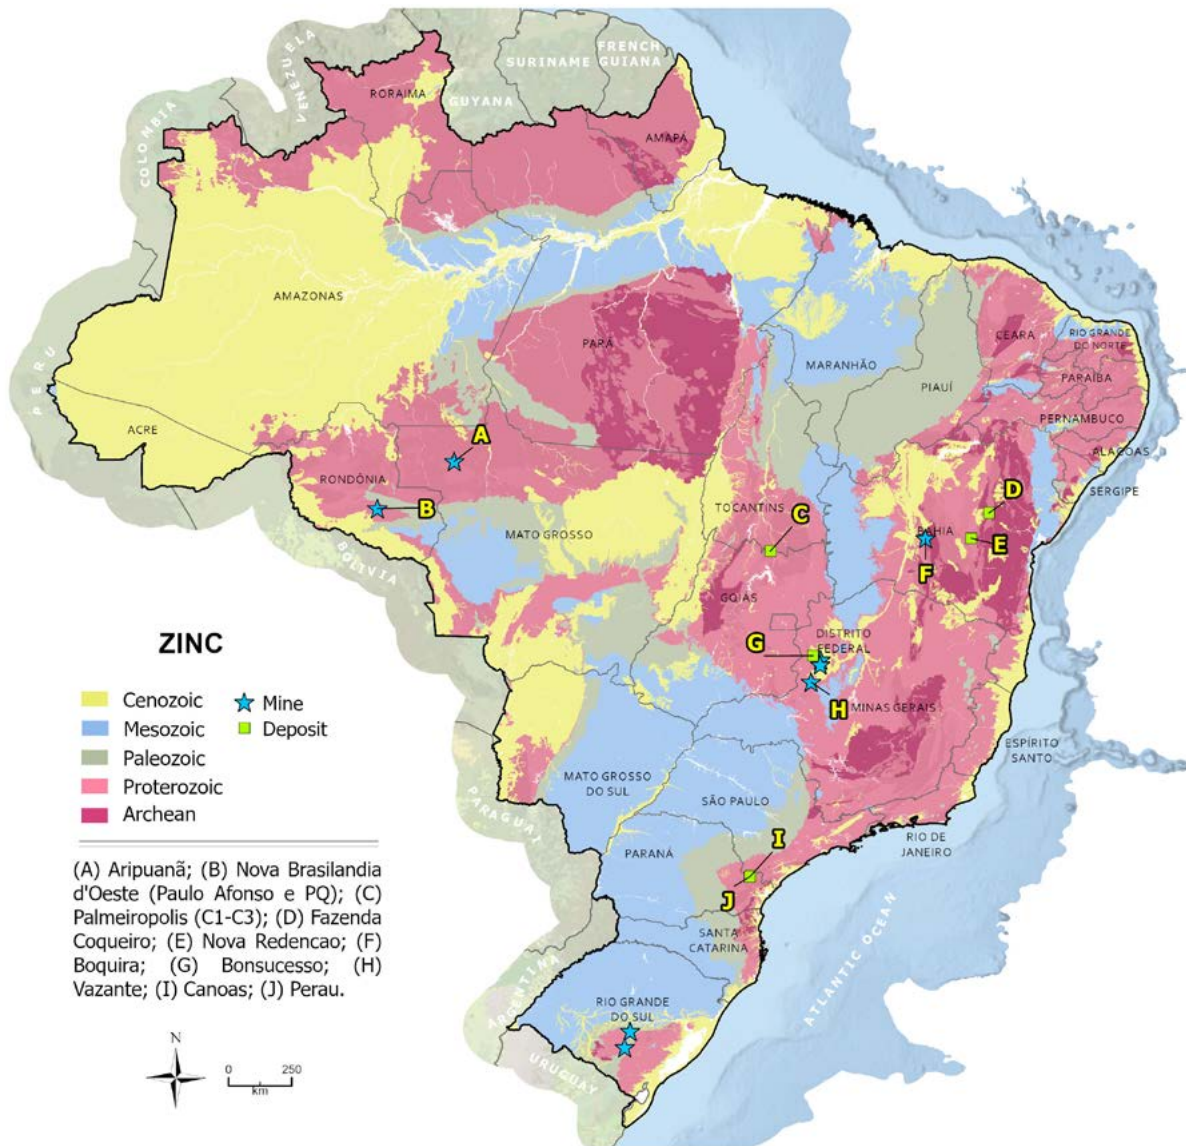 VENEZUELA
SURINAME
FRENCH
GUIANA
GUYANA
COLOMBIA
RORAIMA
AMAPÁ
AMAZONAS
PARÁ
MARANHÃO
CEARA
RIO GRANDE
DO NORTE
PARAÍBA
PIAUÍ
PERNAMBUCO
ALAGOAS
SERGIPE
PERU
ACRE
A
RONDÔNIA
B
MATO GROSSO
TOCANTINS
C
D
BAHIA
E
F
BOLIVIA
GOIAS
G
DISTRITO
FEDERAL
H
MINAS GERAIS
ESPÍRITO
SANTO
ZINC
Cenozoic
Mesozoic
Paleozoic
Proterozoic
Archean
Mine
Deposit
MATO GROSSO
DO SUL
SÃO PAULO
PARAGUAI
RIO DE
JANEIRO
PARANÁ
I
J
SANTA
CATARINA
ATLANTIC OCEAN
ARGENTINA
RIO GRANDE
DO SUL
URUGUAY
(A) Aripuanã; (B) Nova Brasilandia
d'Oeste (Paulo Afonso e PQ); (C)
Palmeiropolis (C1-C3); (D) Fazenda
Coqueiro; (E) Nova Redencao; (F)
Boquira; (G) Bonsucesso; (H)
Vazante; (I) Canoas; (J) Perau.
N
0 250
km